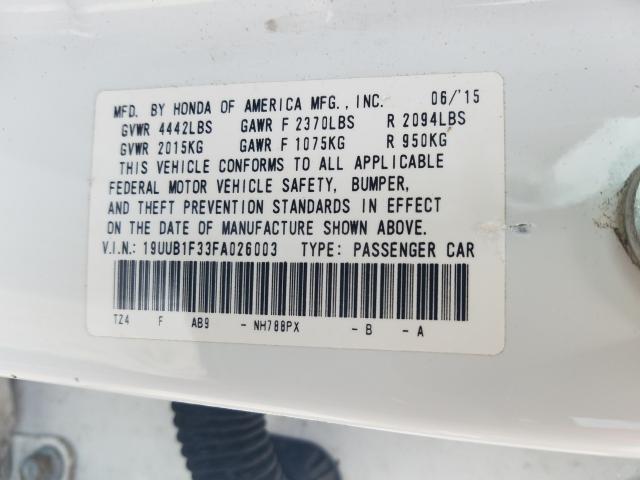 MFD. BY HONDA OF AMERICA MFG., INC. 06/'15
GVWR 4442LBS GAWR F 2370LBS R 2094LBS
GVWR 2015KG GAWR F 1075KG R 950KG
THIS VEHICLE CONFORMS TO ALL APPLICABLE
FEDERAL MOTOR VEHICLE SAFETY, BUMPER,
AND THEFT PREVENTION STANDARDS IN EFFECT
ON THE DATE OF MANUFACTURE SHOWN ABOVE.
V.I.N.: 19UUB1F33FA026003 TYPE: PASSENGER CAR
TZ4 F AB9 - NH788PX - B - A